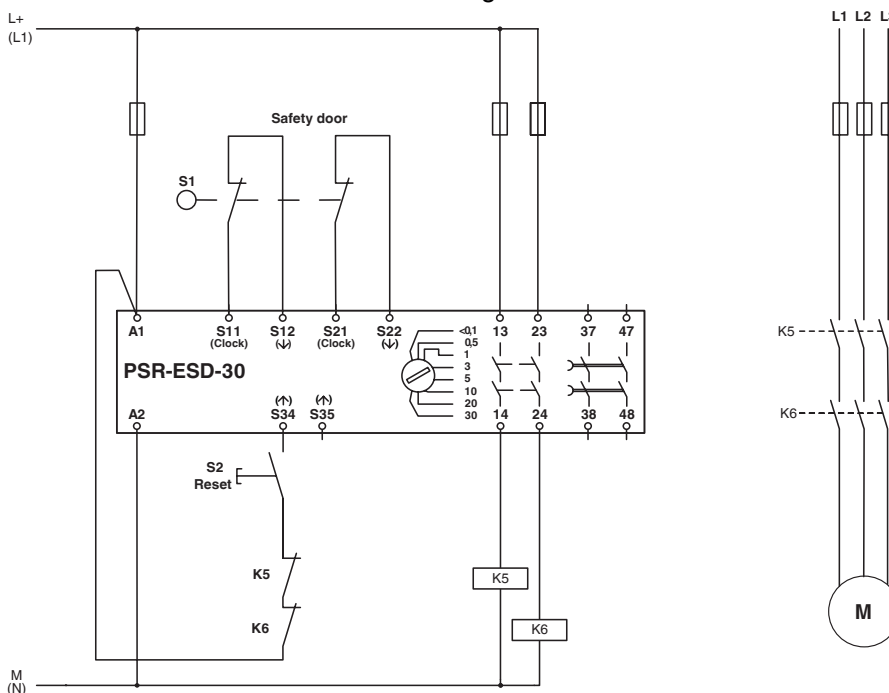 L+
(L1)
L1 L2
Safety door
S1
A1 S11 S12 S21 S22 <0,1 13 23 37 47
(Clock) (↓) (Clock) (↓)
0,5
1
3
5
10
20
30
PSR-ESD-30
(↑) (↑)
A2 S34 S35 14 24 38 48
S2
Reset
K5
K6
K5
K6
K5
K6
M
M
(N)